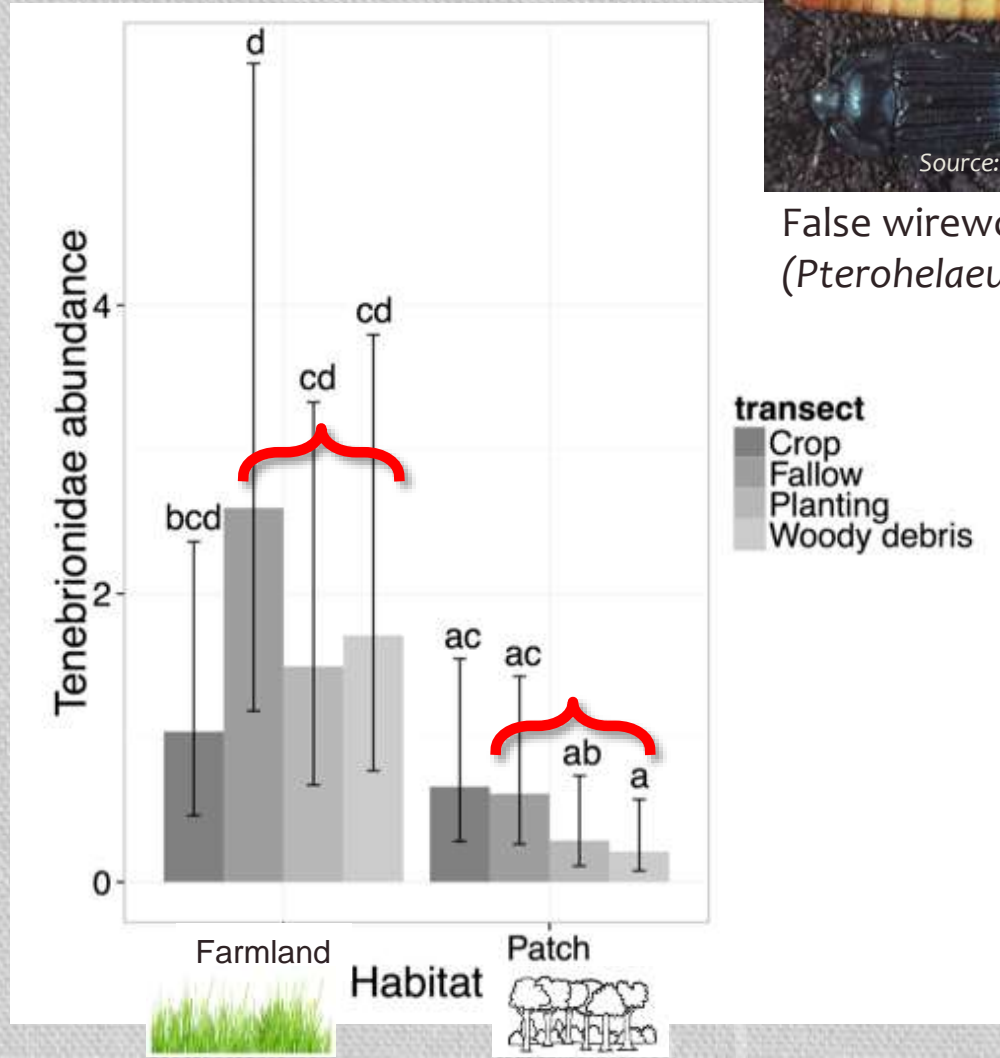 Source:
False wirewo
(Pterohelaeu
Tenebrionidae abundance
4
2
0
d
cd
cd
bcd
ac
ac
ab
a
transect
Crop
Fallow
Planting
Woody debris
Farmland
Patch
Habitat